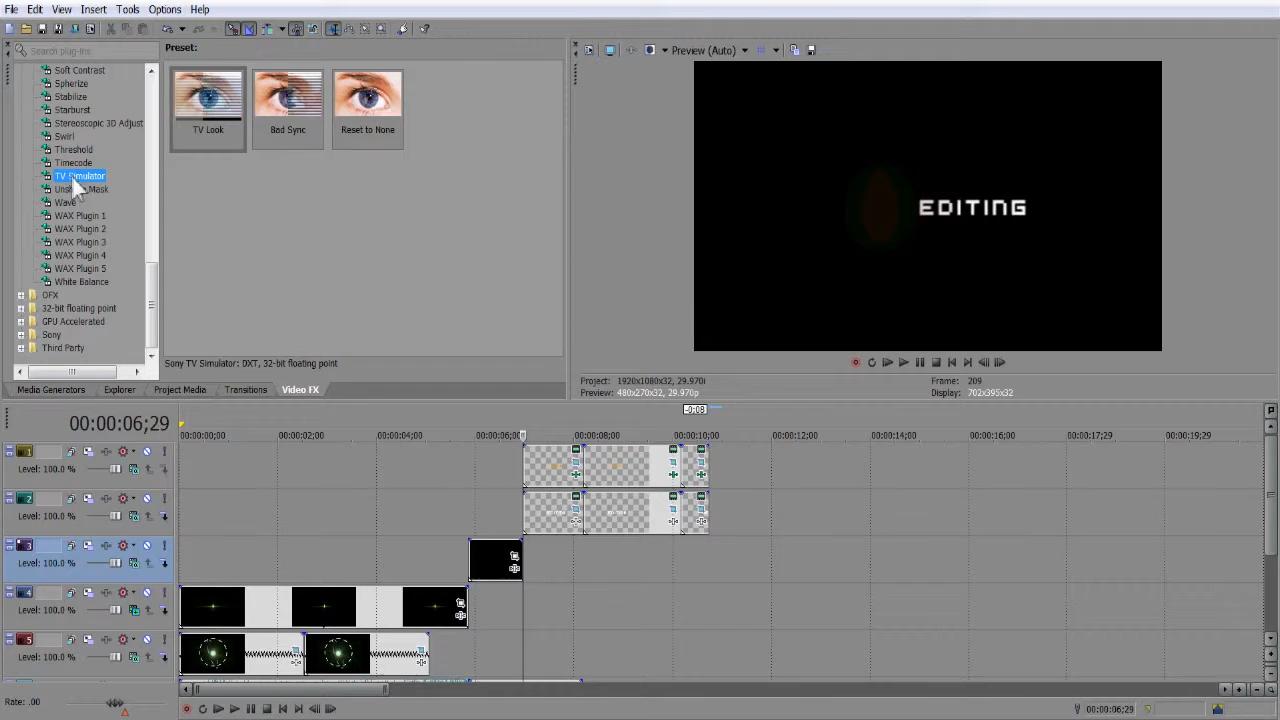 File Edit View Insert Tools Options Help
Search plug-ins
Preset:
Preview (Auto)
Soft Contrast
Spherize
Stabilize
Starburst
Stereoscopic 3D Adjust
Swirl
Threshold
Timecode
TV Simulator
Wave
WAX Plugin 1
WAX Plugin 2
WAX Plugin 3
WAX Plugin 4
WAX Plugin 5
White Balance
OFX
32-bit floating point
GPU Accelerated
Sony
Third Party
TV Look
Bad Sync
Reset to None
EDITING
Sony TV Simulator: DXT, 32-bit floating point
Media Generators Explorer Project Media Transitions Video FX
Project: 1920x1080x32, 29.970i
Preview: 480x270x32, 29.970p
Frame: 209
Display: 702x395x32
00:00:06;29
00:00:00;00 00:00:02;00 00:00:04;00 00:00:06;00 00:00:08;00 00:00:10;00 00:00:12;00 00:00:14;00 00:00:16;00 00:00:17;29 00:00:19;29
1
Level: 100.0 %
2
Level: 100.0 %
3
Level: 100.0 %
4
Level: 100.0 %
5
Level: 100.0 %
Rate: .00
00:00:06;29